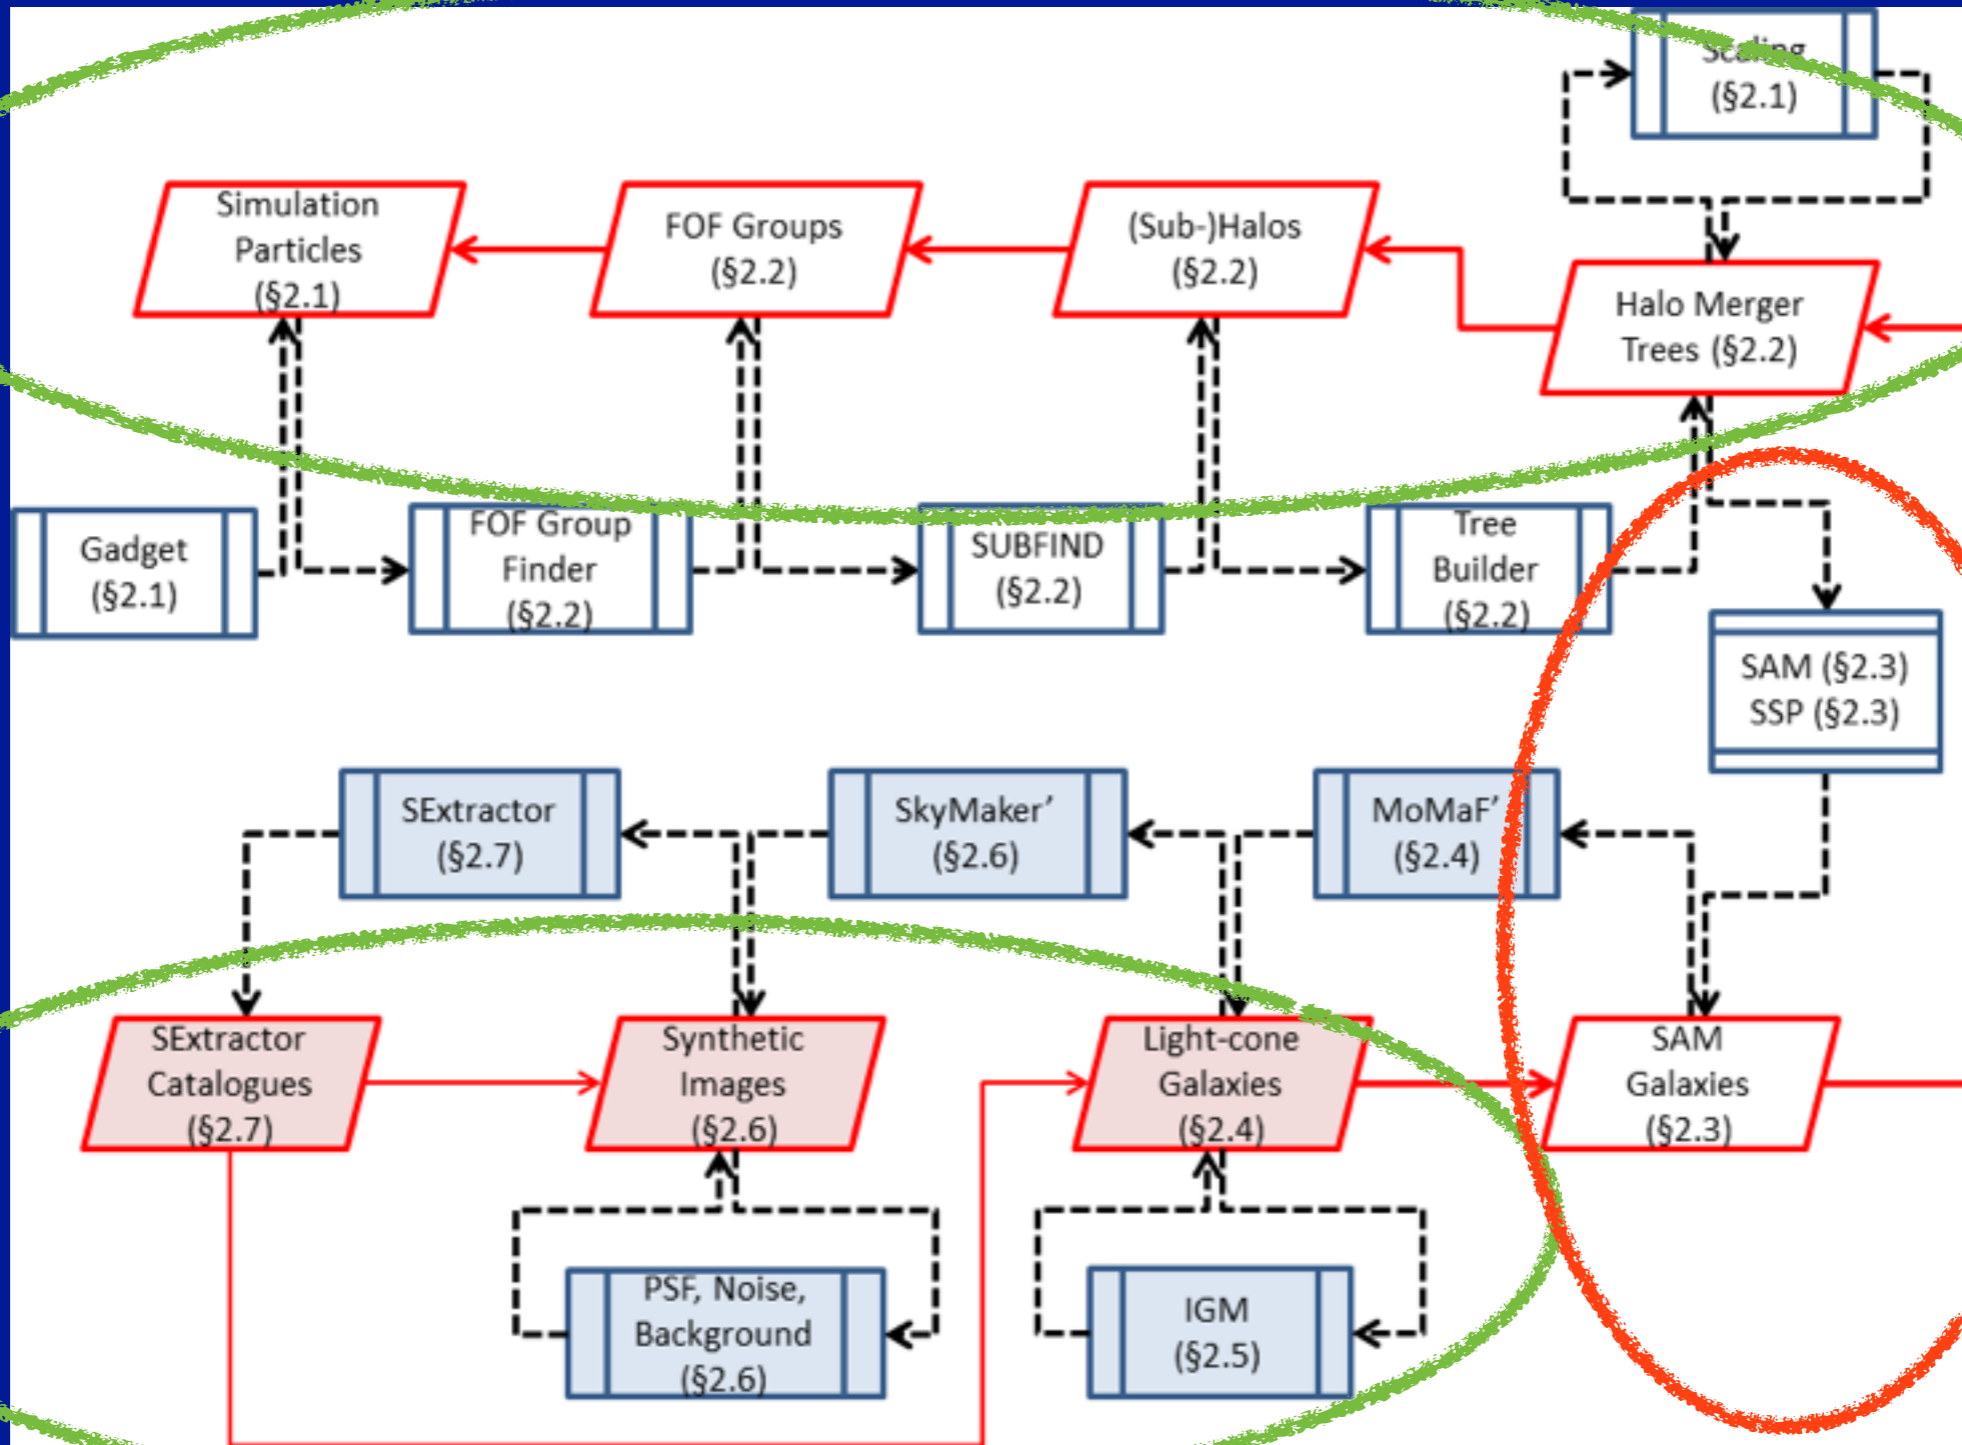 Scaling
(§2.1)
Simulation
Particles
(§2.1)
FOF Groups
(§2.2)
(Sub-)Halos
(§2.2)
Halo Merger
Trees (§2.2)
Gadget
(§2.1)
FOF Group
Finder
(§2.2)
SUBFIND
(§2.2)
Tree
Builder
(§2.2)
SAM (§2.3)
SSP (§2.3)
SExtractor
(§2.7)
SkyMaker’
(§2.6)
MoMaF’
(§2.4)
SExtractor
Catalogues
(§2.7)
Synthetic
Images
(§2.6)
Light-cone
Galaxies
(§2.4)
SAM
Galaxies
(§2.3)
PSF, Noise,
Background
(§2.6)
IGM
(§2.5)